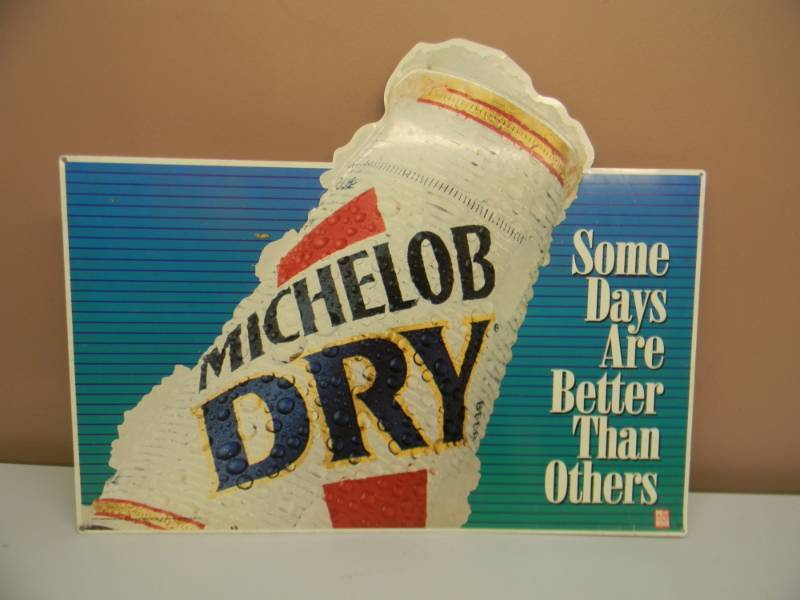 MICHELOB
DRY
Some
Days
Are
Better
Than
Others